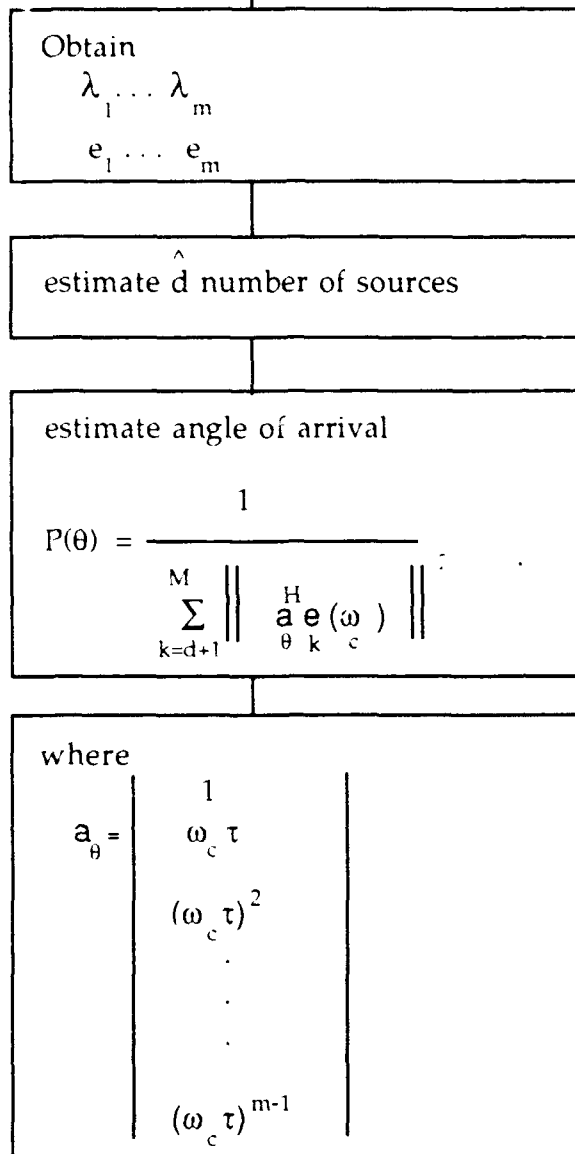 Obtain
λ₁ ... λₘ
e₁ ... eₘ
estimate d̂ number of sources
estimate angle of arrival
1
P(θ) =
M
Σ ‖ a_θ^H e_k (ω_c) ‖
k=d+1
where
1
a_θ = ω_c τ
(ω_c τ)²
.
.
.
(ω_c τ)^{m-1}